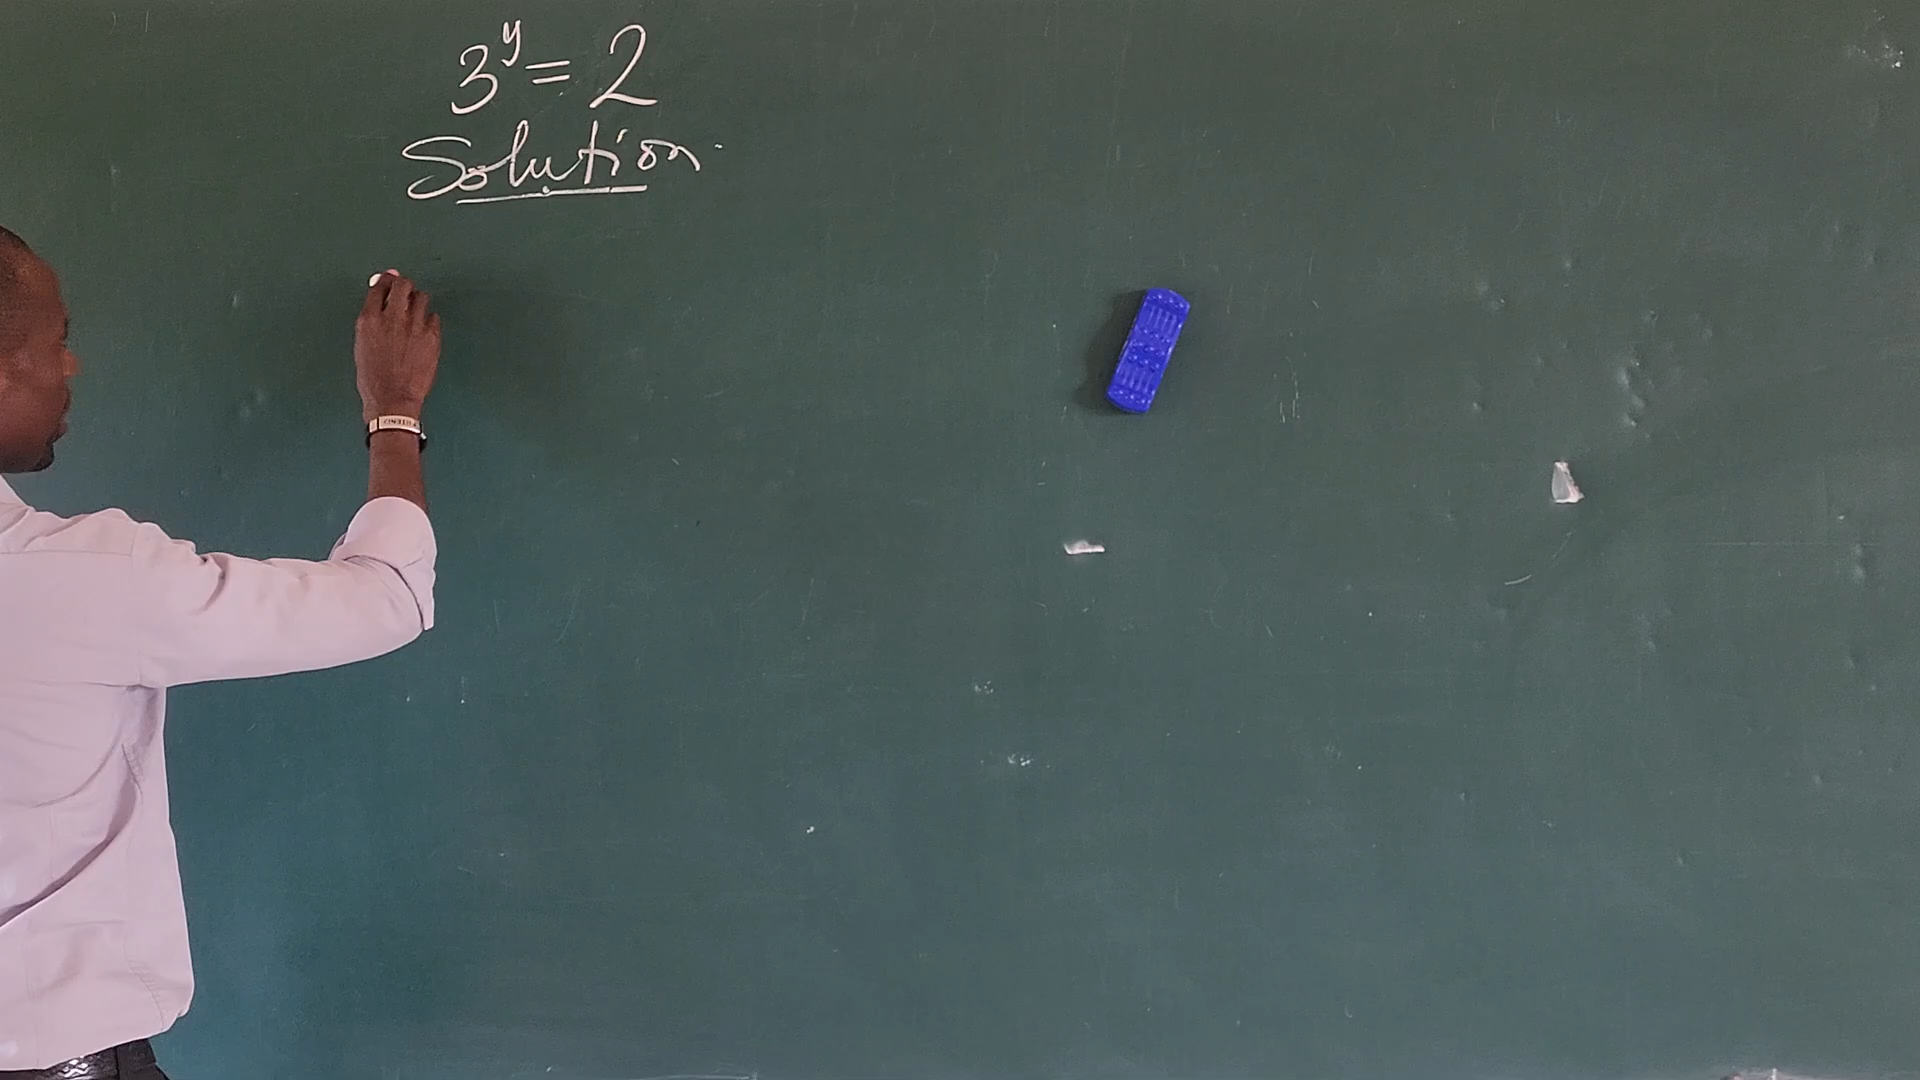 3^y = 2
Solution.